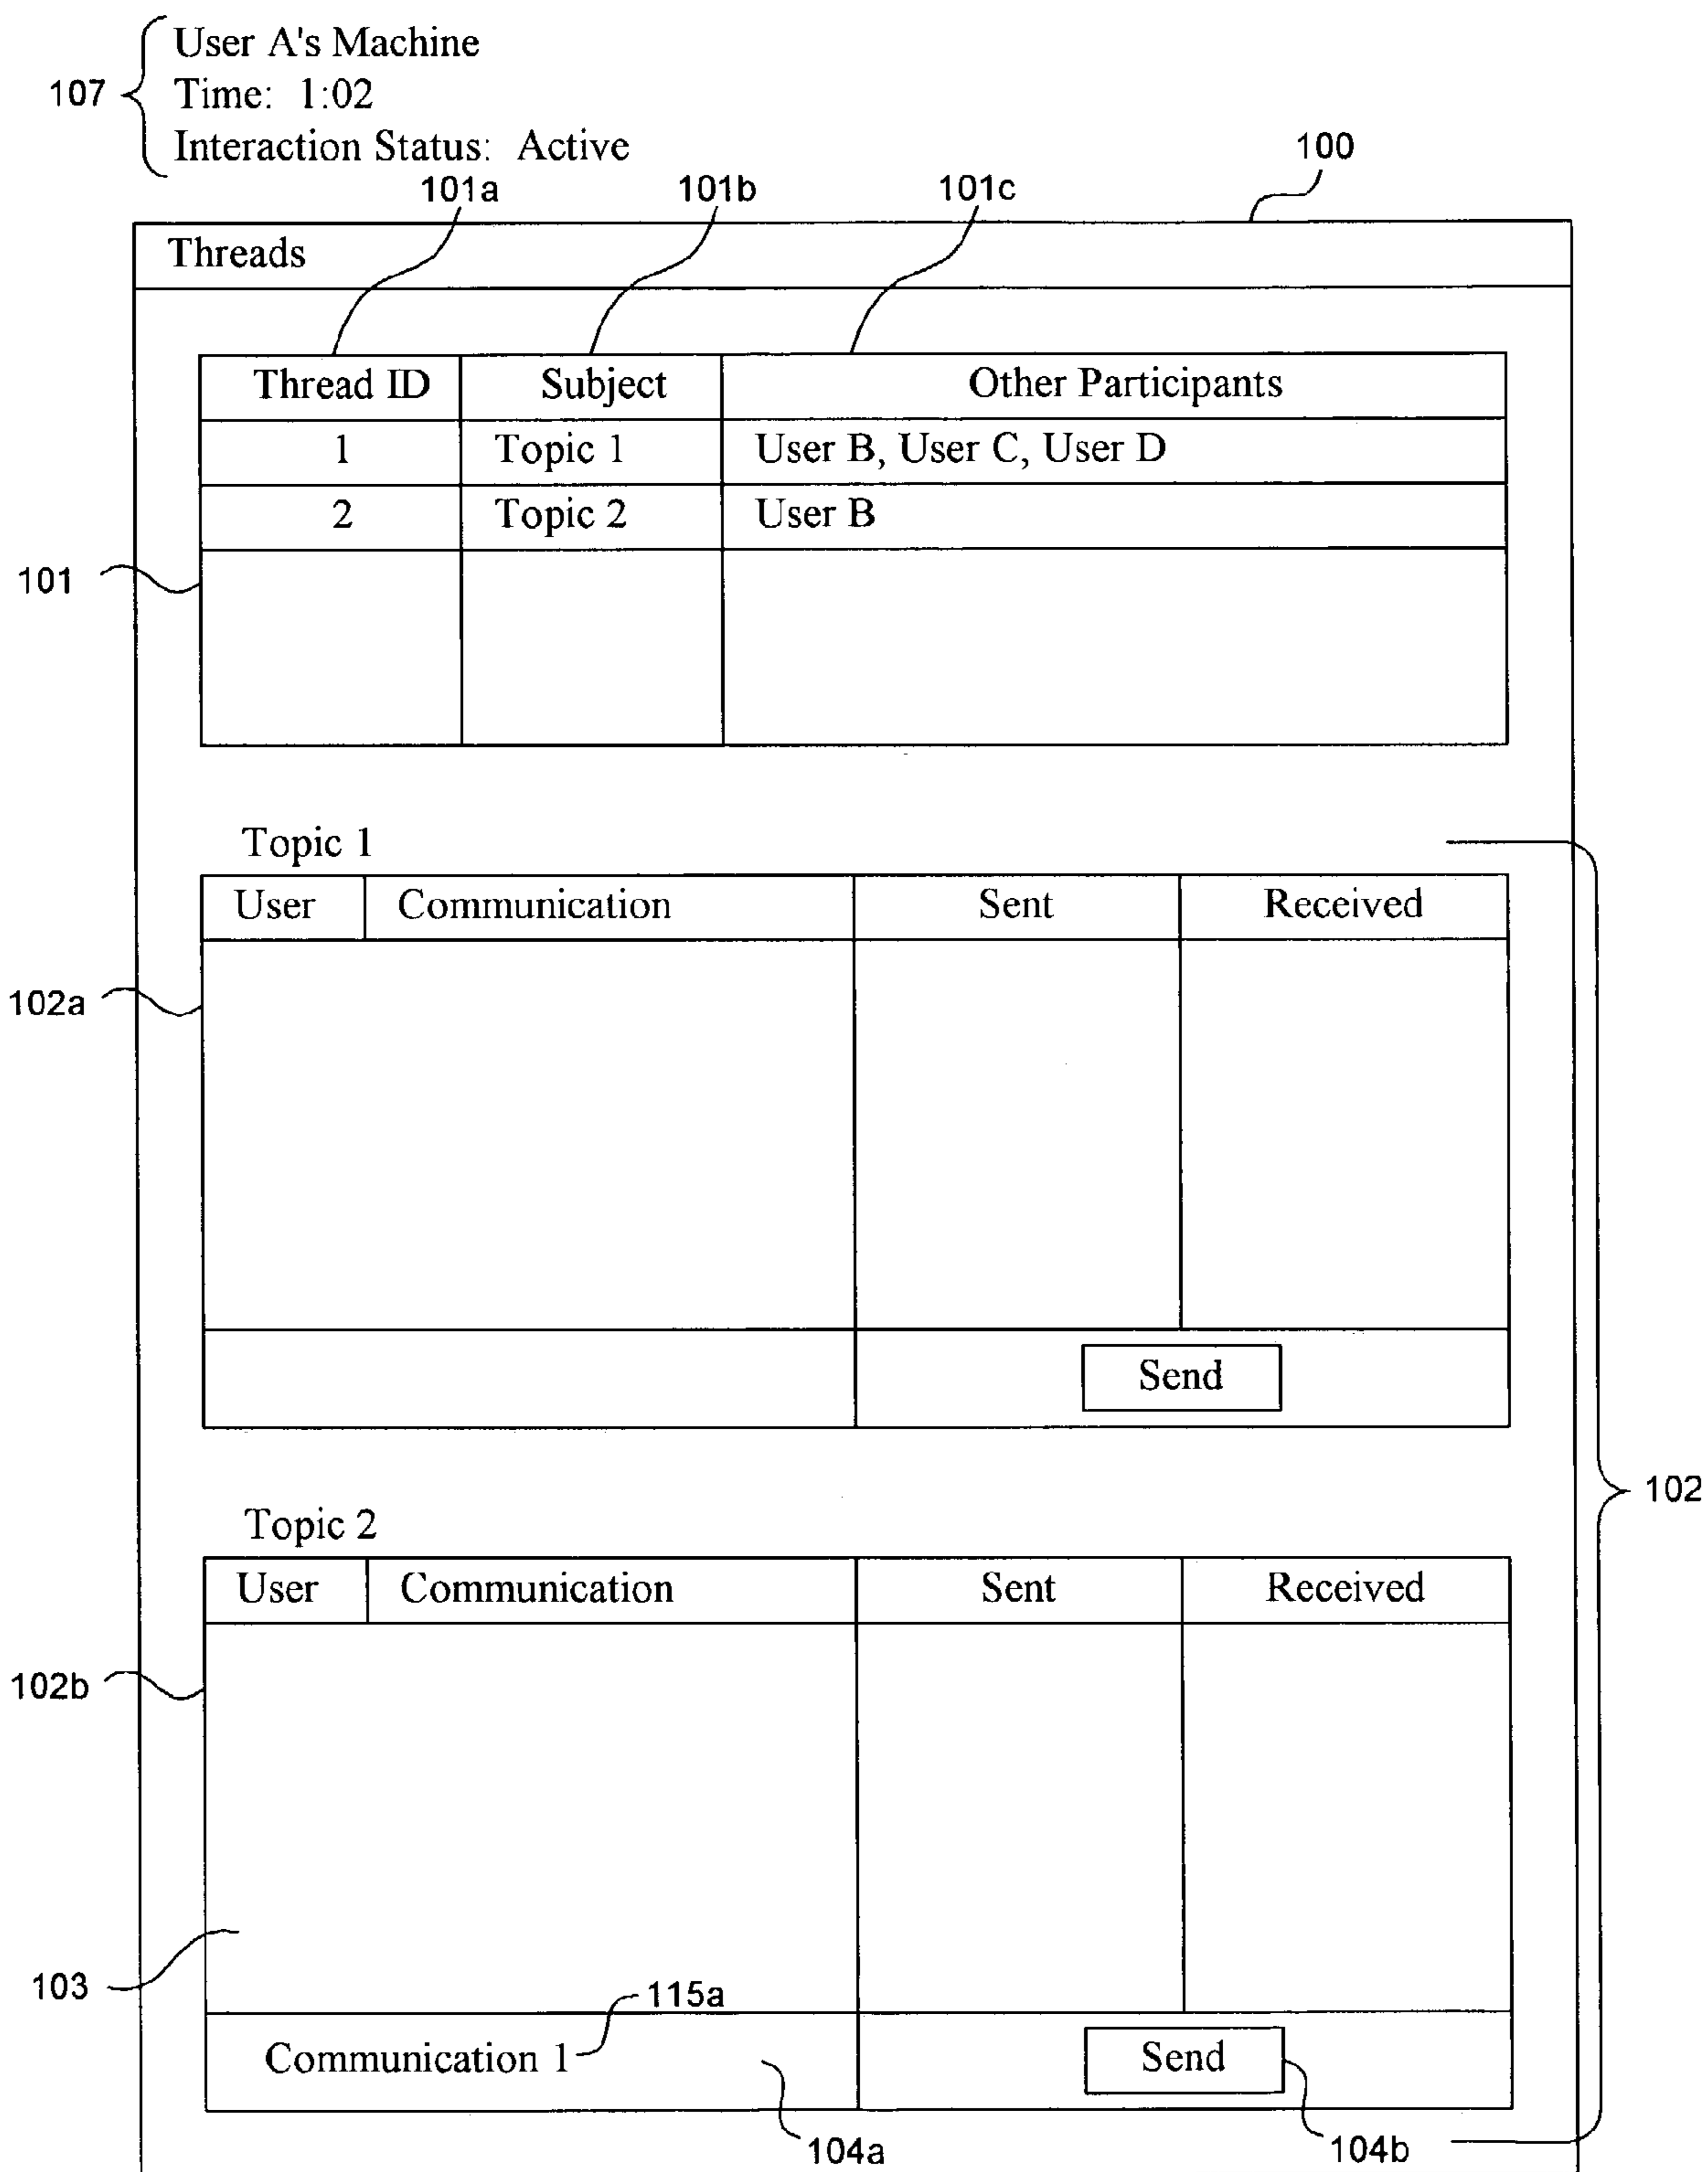 User A's Machine
107
Time: 1:02
Interaction Status: Active
100
101a 101b 101c
Threads
Thread ID Subject Other Participants
1 Topic 1 User B, User C, User D
2 Topic 2 User B
101
Topic 1
User Communication Sent Received
102a
Send
102
Topic 2
User Communication Sent Received
102b
103
115a
Communication 1 Send
104a 104b